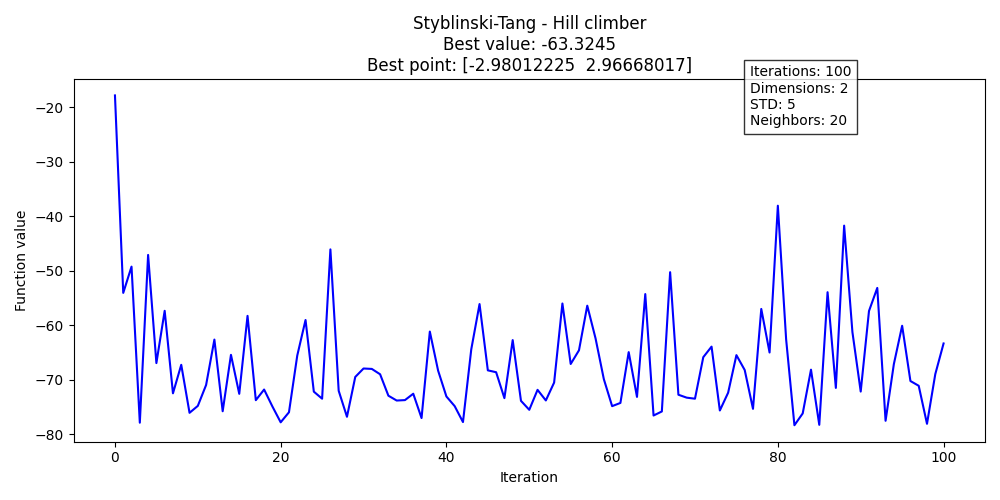 Styblinski-Tang - Hill climber
Best value: -63.3245
Best point: [-2.98012225  2.96668017]
Iterations: 100
Dimensions: 2
STD: 5
Neighbors: 20
Function value
−20
−30
−40
−50
−60
−70
−80
0 20 40 60 80 100
Iteration